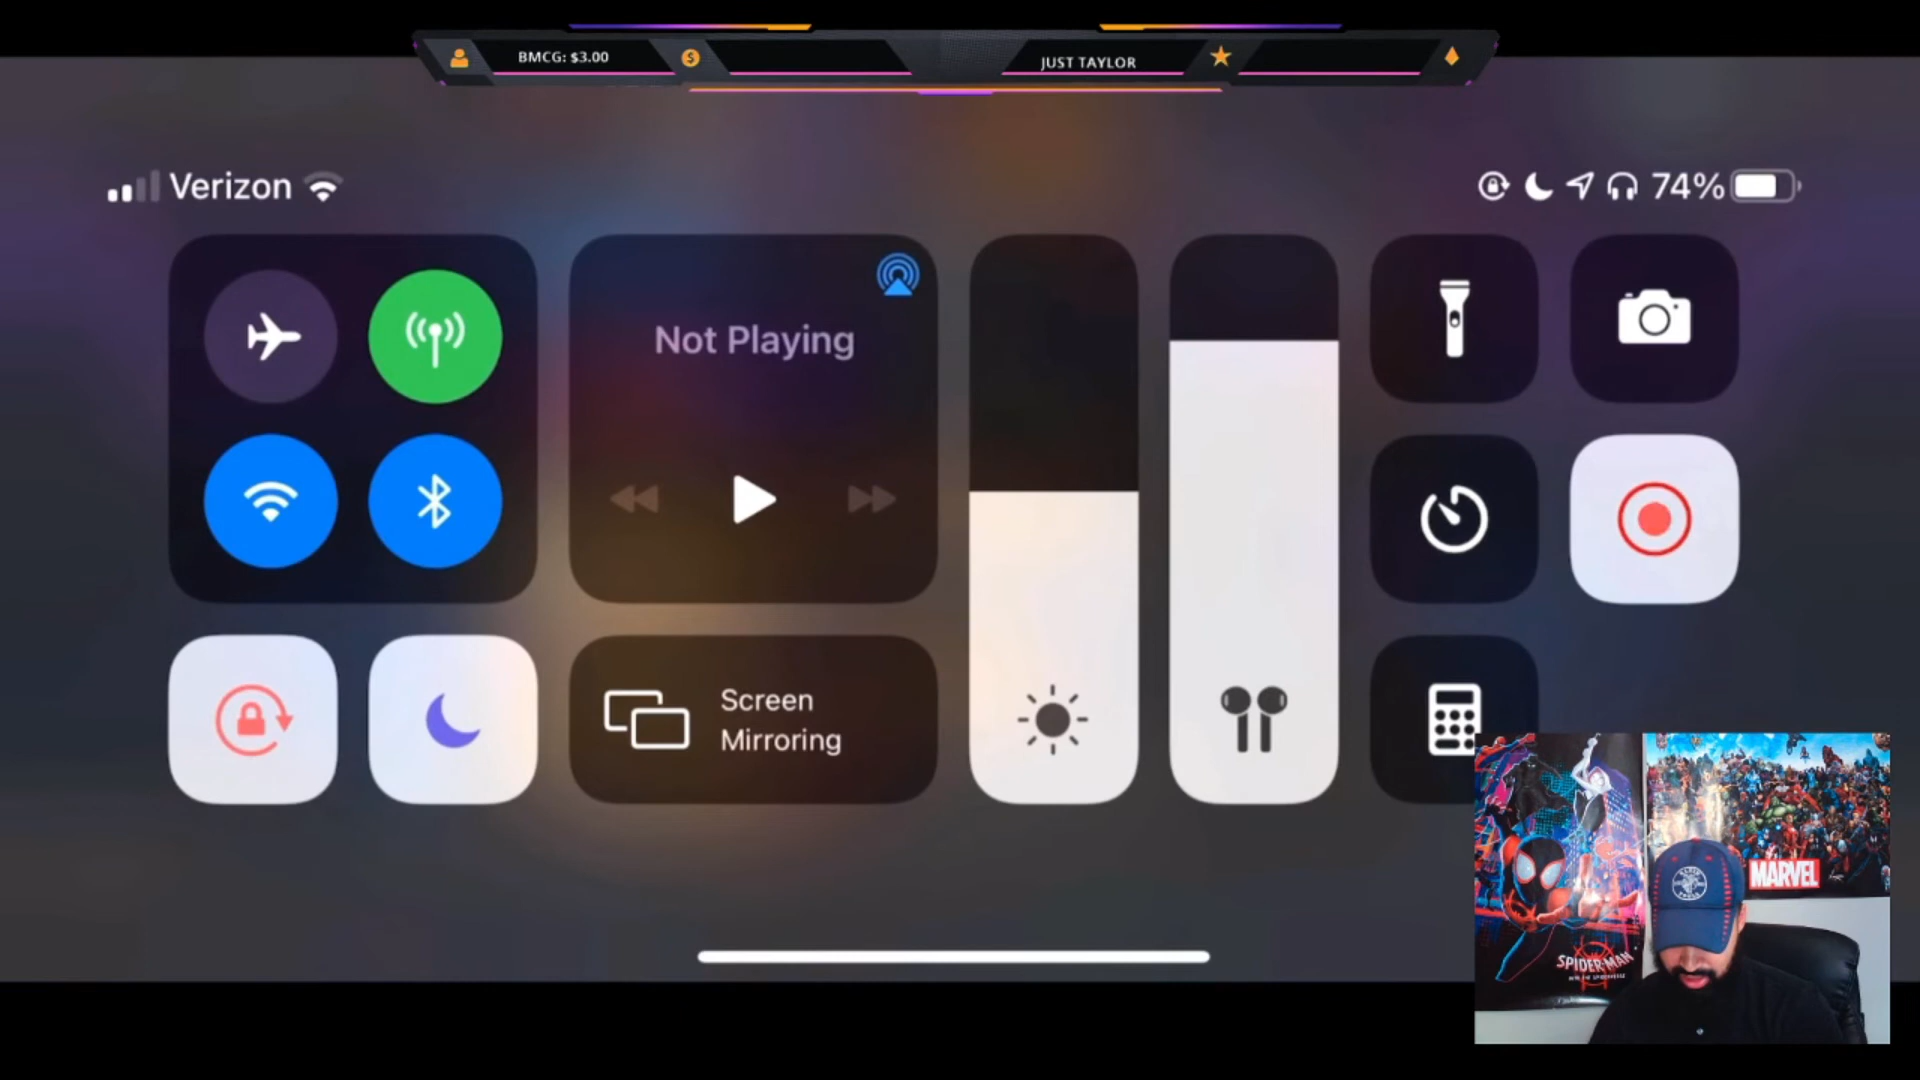 BMCG: $3.00
JUST TAYLOR
Verizon
74%
Not Playing
Screen
Mirroring
MARVEL
SPIDER-MAN